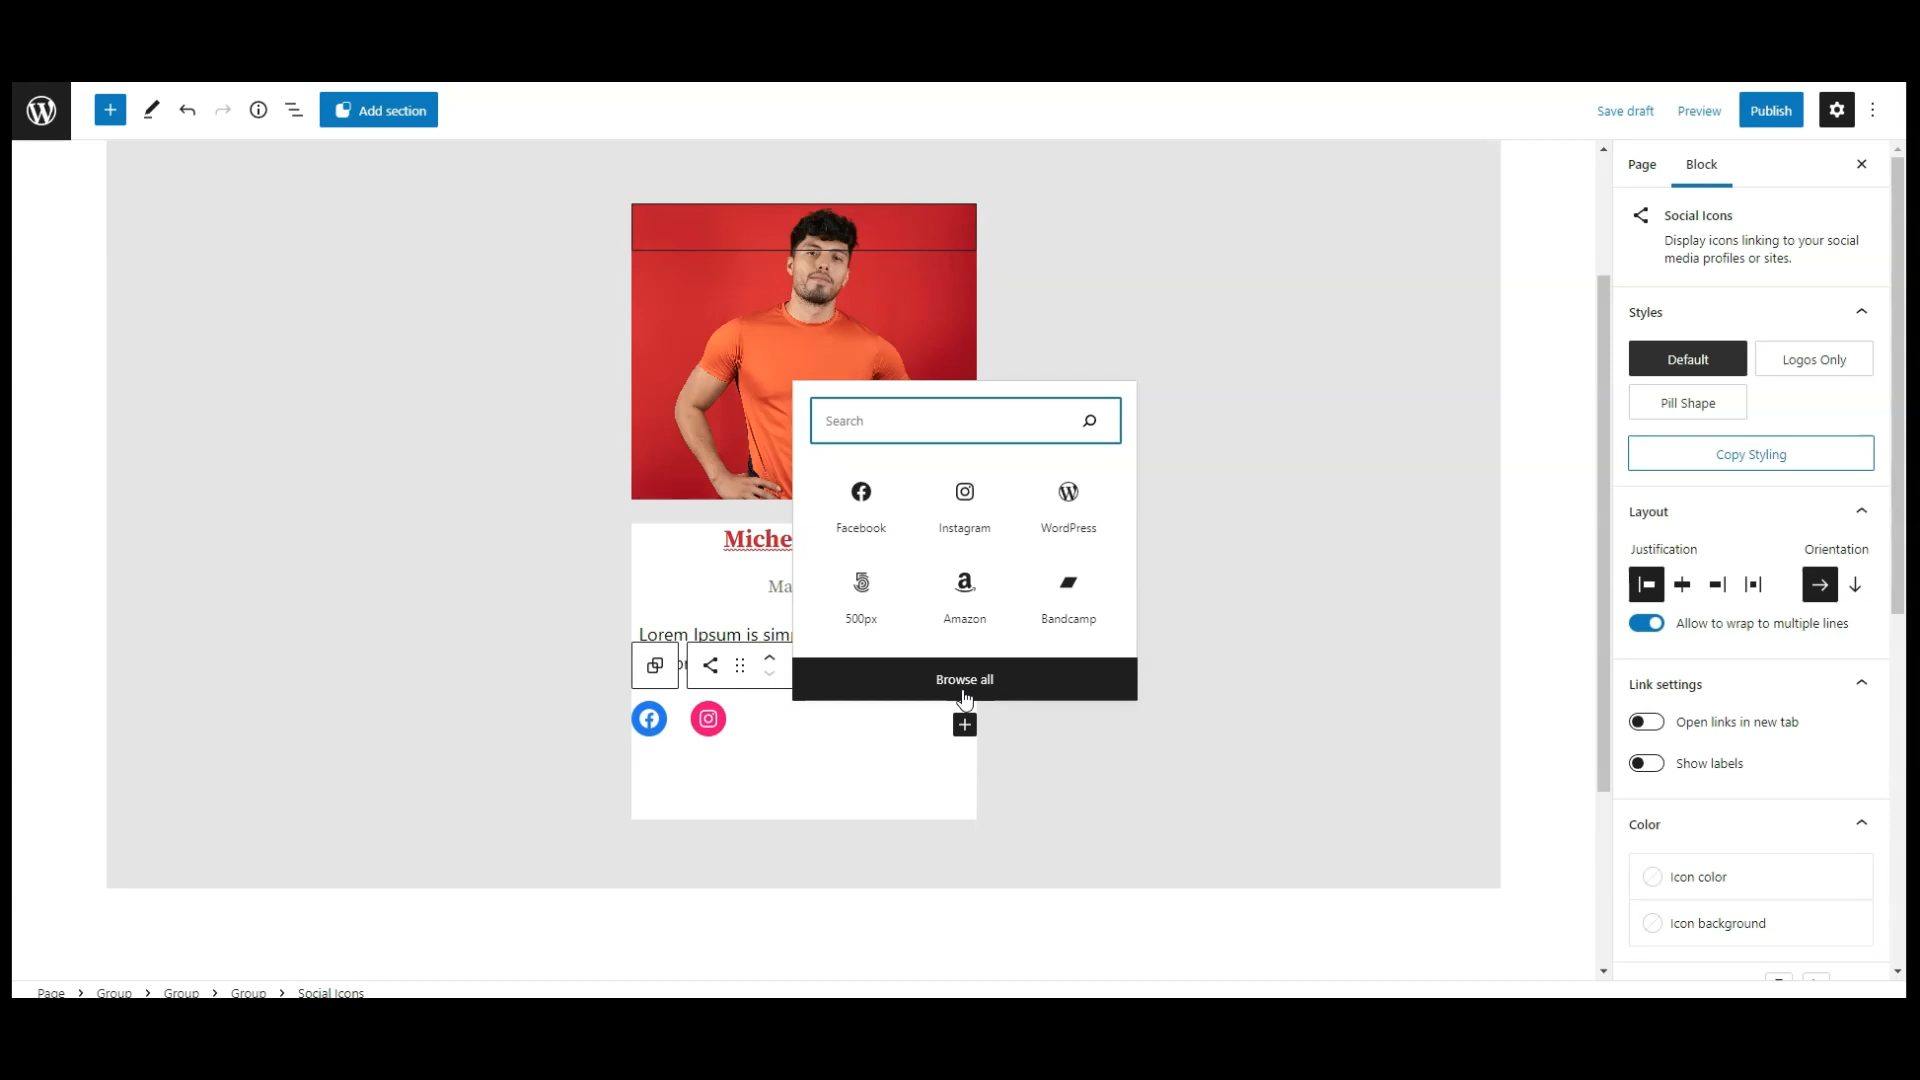 Add section
Save draft
Preview
Publish
Page
Block
Social Icons
Display icons linking to your social
media profiles or sites.
Styles
Default
Logos Only
Pill Shape
Copy Styling
Layout
Justification
Orientation
Allow to wrap to multiple lines
Link settings
Open links in new tab
Show labels
Color
Icon color
Icon background
Search
Facebook
Instagram
WordPress
500px
Amazon
Bandcamp
Browse all
Miche
Ma
Lorem Ipsum is sim
Page > Group > Group > Group > Social Icons